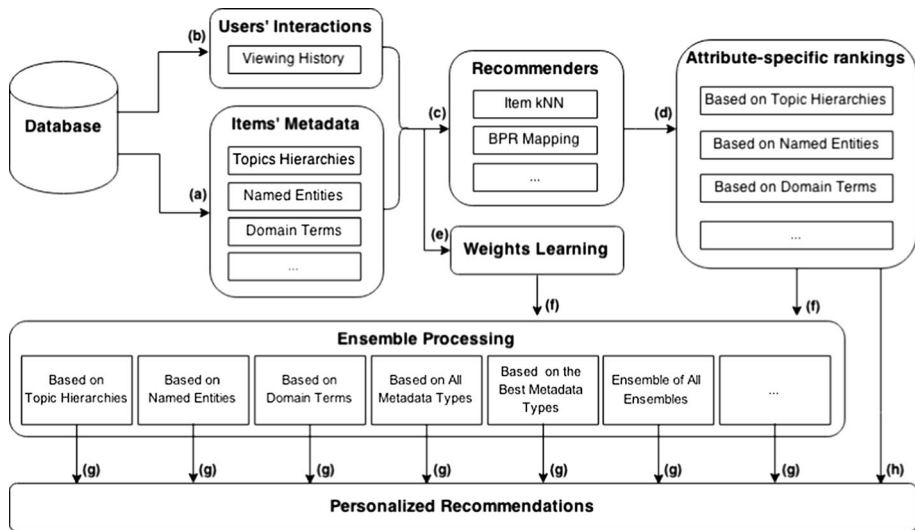 Users' Interactions
(b)
Viewing History
Database
(a)
Items' Metadata
Topics Hierarchies
Named Entities
Domain Terms
...
(c)
Recommenders
Item kNN
BPR Mapping
...
(d)
Attribute-specific rankings
Based on Topic Hierarchies
Based on Named Entities
Based on Domain Terms
...
(e)
Weights Learning
(f)
(f)
Ensemble Processing
Based on
Topic Hierarchies
Based on
Named Entities
Based on
Domain Terms
Based on All
Metadata Types
Based on the
Best Metadata
Types
Ensemble of All
Ensembles
...
(g)
(g)
(g)
(g)
(g)
(g)
(g)
(h)
Personalized Recommendations